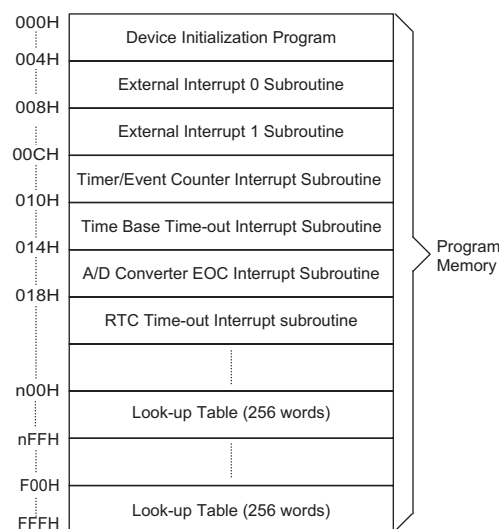 000H
Device Initialization Program
004H
External Interrupt 0 Subroutine
008H
External Interrupt 1 Subroutine
00CH
Timer/Event Counter Interrupt Subroutine
010H
Time Base Time-out Interrupt Subroutine
014H
A/D Converter EOC Interrupt Subroutine
018H
RTC Time-out Interrupt subroutine
n00H
Look-up Table (256 words)
nFFH
F00H
Look-up Table (256 words)
FFFH
Program
Memory